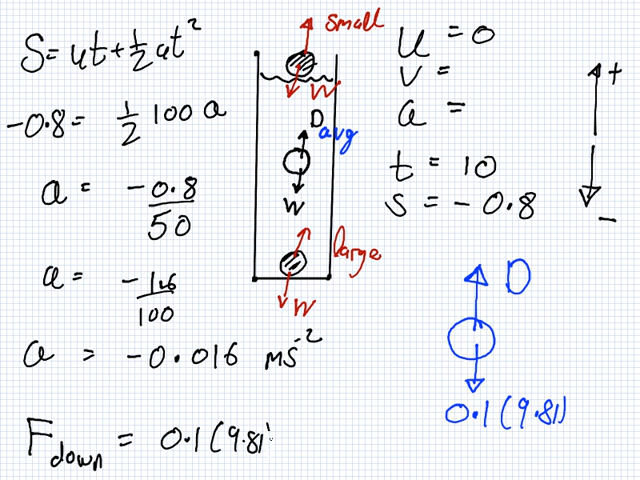 S = ut + ½at²
-0.8 = ½ 100 a
a = -0.8/50
a = -1.6/100
a = -0.016 ms⁻²
F down = 0.1(9.81)
small
W
D
avg
W
large
W
u = 0
v =
a =
t = 10
s = -0.8
+
-
D
0.1(9.81)